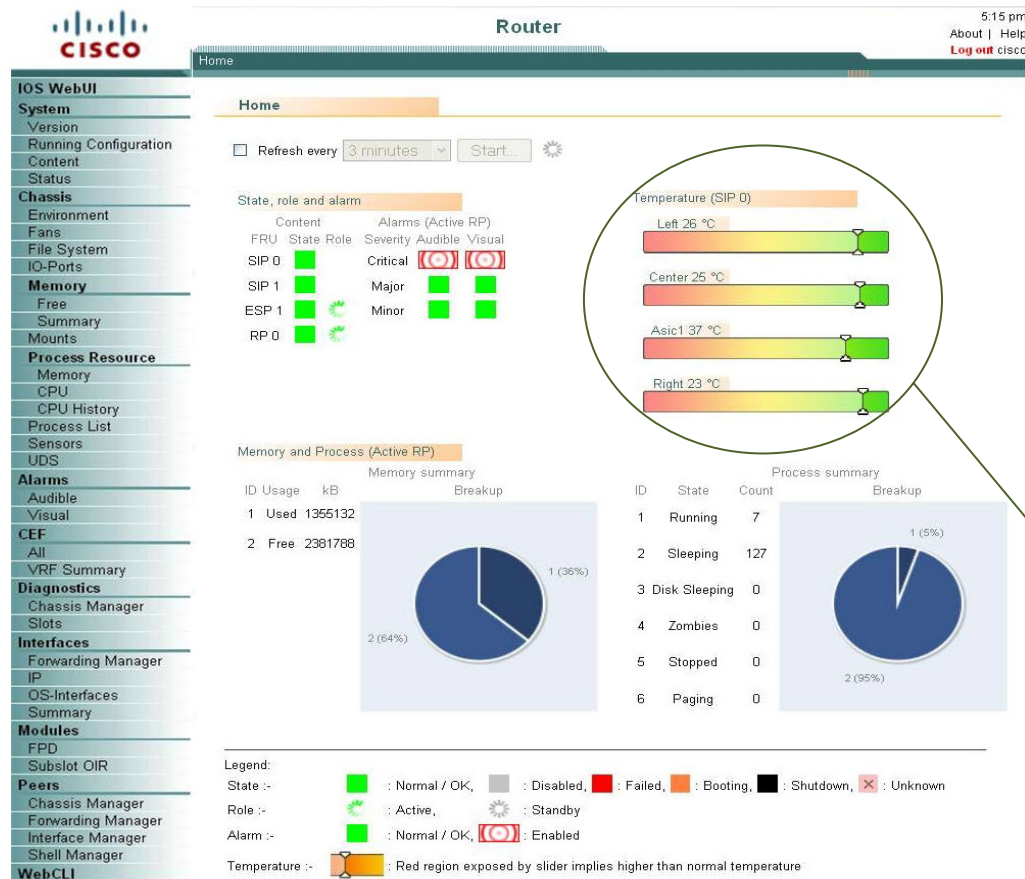 CISCO
Router
5:15 pm
About | Help
Log out cisco
Home
IOS WebUI
System
Version
Running Configuration
Content
Status
Chassis
Environment
Fans
File System
IO-Ports
Memory
Free
Summary
Mounts
Process Resource
Memory
CPU
CPU History
Process List
Sensors
UDS
Alarms
Audible
Visual
CEF
All
VRF Summary
Diagnostics
Chassis Manager
Slots
Interfaces
Forwarding Manager
IP
OS-Interfaces
Summary
Modules
FPD
Subslot OIR
Peers
Chassis Manager
Forwarding Manager
Interface Manager
Shell Manager
WebCLI
Home
Refresh every 3 minutes Start...
State, role and alarm
Content Alarms (Active RP)
FRU State Role Severity Audible Visual
SIP 0 Critical
SIP 1 Major
ESP 1 Minor
RP 0
Temperature (SIP 0)
Left 26 °C
Center 25 °C
Asic1 37 °C
Right 23 °C
Memory and Process (Active RP)
Memory summary
ID Usage kB Breakup
1 Used 1355132
2 Free 2381788
1 (36%)
2 (64%)
Process summary
ID State Count Breakup
1 Running 7
2 Sleeping 127
3 Disk Sleeping 0
4 Zombies 0
5 Stopped 0
6 Paging 0
1 (5%)
2 (95%)
Legend:
State :- : Normal / OK, : Disabled, : Failed, : Booting, : Shutdown, : Unknown
Role :- : Active, : Standby
Alarm :- : Normal / OK, : Enabled
Temperature :- : Red region exposed by slider implies higher than normal temperature